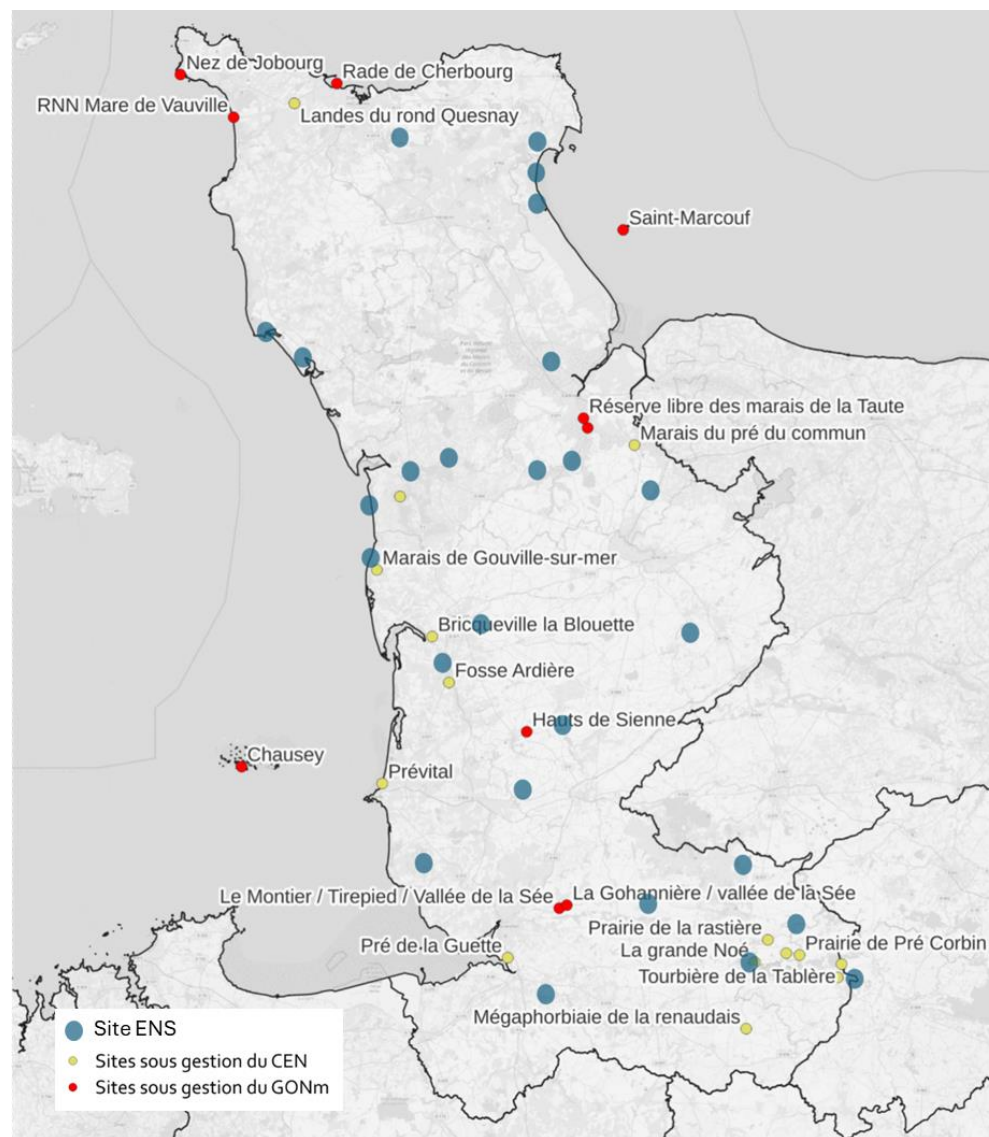 Nez de Jobourg
Rade de Cherbourg
RNN Mare de Vauville
Landes du rond Quesnay
Saint-Marcouf
Réserve libre des marais de la Taute
Marais du pré du commun
Marais de Gouville-sur-mer
Bricqueville la Blouette
Fosse Ardière
Hauts de Sienne
Chausey
Prévital
Le Montier / Tirepied / Vallée de la Sée
La Gohannière / vallée de la Sée
Prairie de la rastière
Pré de la Guette
La grande Noé
Prairie de Pré Corbin
Tourbière de la Tablère
Mégaphorbiaie de la renaudais
Site ENS
Sites sous gestion du CEN
Sites sous gestion du GONm